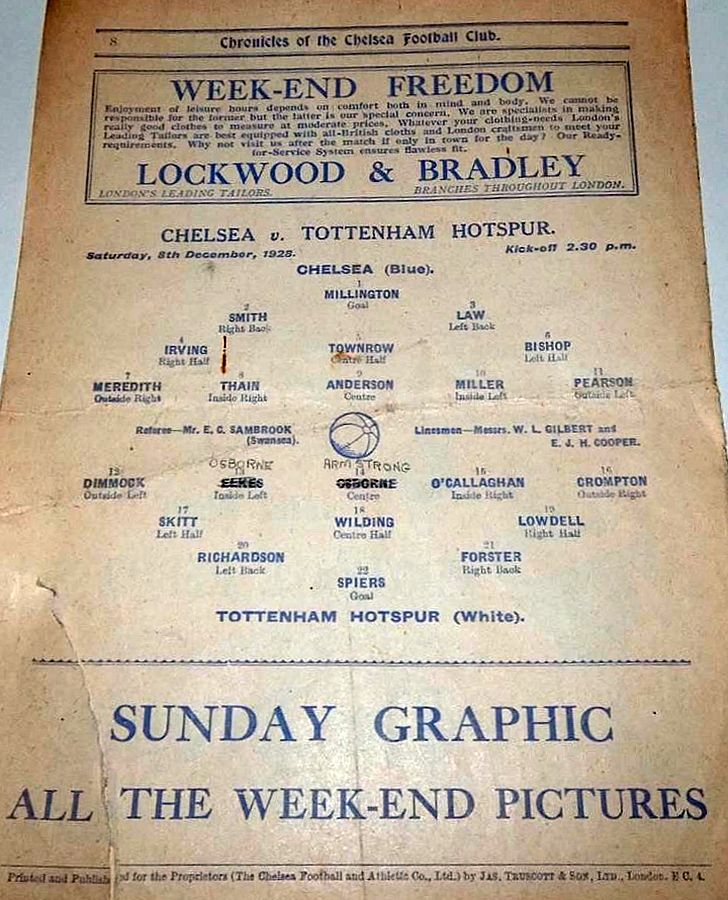 8 Chronicles of the Chelsea Football Club.
WEEK-END FREEDOM
Enjoyment of leisure hours depends on comfort both in mind and body. We cannot be
responsible for the former but the latter is our special concern. We are specialists in making
really good clothes to measure at moderate prices. Whatever your clothing-needs London's
Leading Tailors are best equipped with all-British cloths and London craftsmen to meet your
requirements. Why not visit us after the match if only in town for the day? Our Ready-
for-Service System ensures flawless fit.
LOCKWOOD & BRADLEY
LONDON'S LEADING TAILORS. BRANCHES THROUGHOUT LONDON.
CHELSEA v. TOTTENHAM HOTSPUR.
Saturday, 8th December, 1928. Kick-off 2.30 p.m.
CHELSEA (Blue).
1
MILLINGTON
Goal
2 3
SMITH LAW
Right Back Left Back
4 5 6
IRVING TOWNROW BISHOP
Right Half Centre Half Left Half
7 8 9 10 11
MEREDITH THAIN ANDERSON MILLER PEARSON
Outside Right Inside Right Centre Inside Left Outside Left
Referee—Mr. E. C. SAMBROOK Linesmen—Messrs. W. L. GILBERT and
(Swansea). E. J. H. COOPER.
OSBORNE ARMSTRONG
12 13 14 15 16
DIMMOCK EEKES OSBORNE O'CALLAGHAN CROMPTON
Outside Left Inside Left Centre Inside Right Outside Right
17 18 19
SKITT WILDING LOWDELL
Left Half Centre Half Right Half
20 21
RICHARDSON FORSTER
Left Back Right Back
22
SPIERS
Goal
TOTTENHAM HOTSPUR (White).
SUNDAY GRAPHIC
ALL THE WEEK-END PICTURES
Printed and Published for the Proprietors (The Chelsea Football and Athletic Co., Ltd.) by JAS. TRUSCOTT & SON, LTD., London. E C. 4.